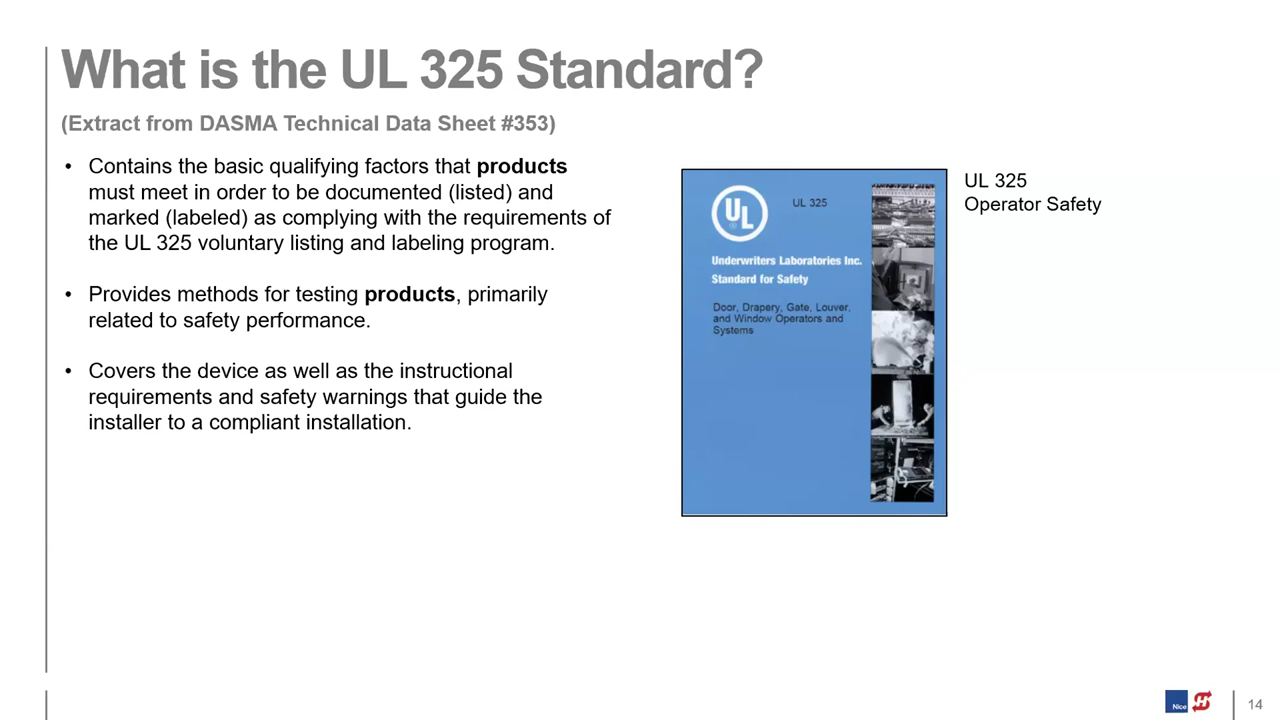 What is the UL 325 Standard?
(Extract from DASMA Technical Data Sheet #353)
• Contains the basic qualifying factors that products
must meet in order to be documented (listed) and
marked (labeled) as complying with the requirements of
the UL 325 voluntary listing and labeling program.
• Provides methods for testing products, primarily
related to safety performance.
• Covers the device as well as the instructional
requirements and safety warnings that guide the
installer to a compliant installation.
UL
®
UL 325
Underwriters Laboratories Inc.
Standard for Safety
Door, Drapery, Gate, Louver,
and Window Operators and
Systems
UL 325
Operator Safety
Nice
H
14